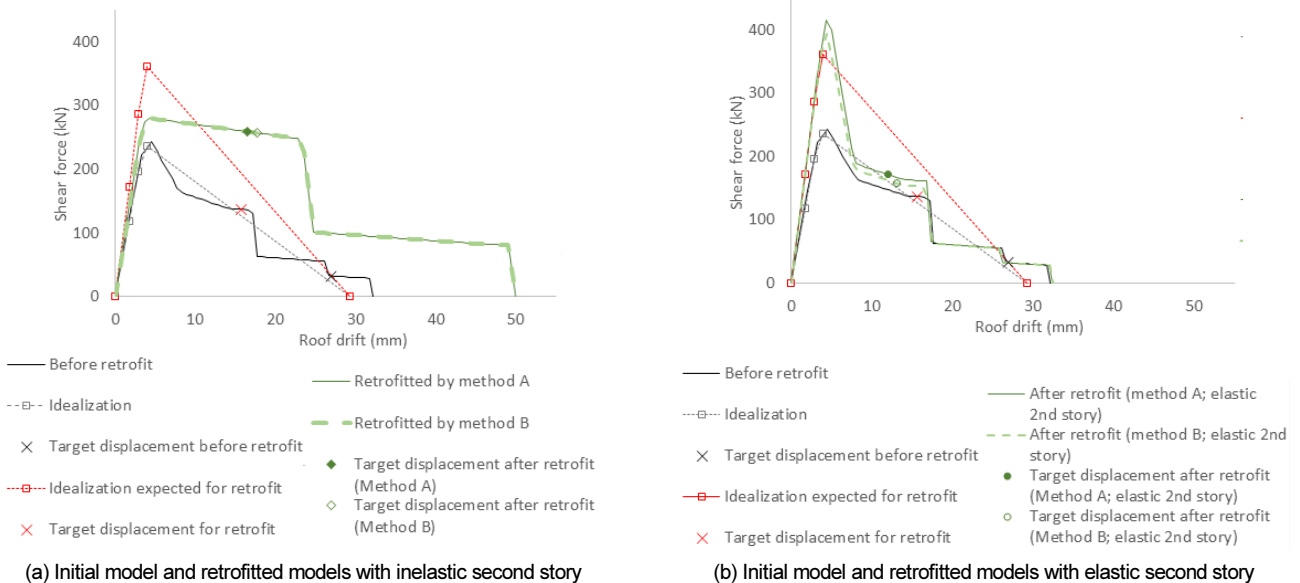 400
300
200
100
0
Shear force (kN)
0 10 20 30 40 50
Roof drift (mm)
Before retrofit
Idealization
Target displacement before retrofit
Idealization expected for retrofit
Target displacement for retrofit
Retrofitted by method A
Retrofitted by method B
Target displacement after retrofit
(Method A)
Target displacement after retrofit
(Method B)
(a) Initial model and retrofitted models with inelastic second story
400
300
200
100
0
Shear force (kN)
0 10 20 30 40 50
Roof drift (mm)
Before retrofit
Idealization
Target displacement before retrofit
Idealization expected for retrofit
Target displacement for retrofit
After retrofit (method A; elastic
2nd story)
After retrofit (method B; elastic 2nd
story)
Target displacement after retrofit
(Method A; elastic 2nd story)
Target displacement after retrofit
(Method B; elastic 2nd story)
(b) Initial model and retrofitted models with elastic second story